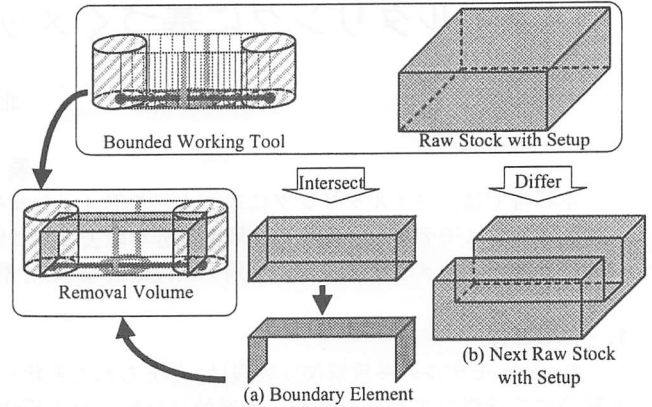 Bounded Working Tool
Raw Stock with Setup
Intersect
Differ
Removal Volume
(a) Boundary Element
(b) Next Raw Stock
with Setup